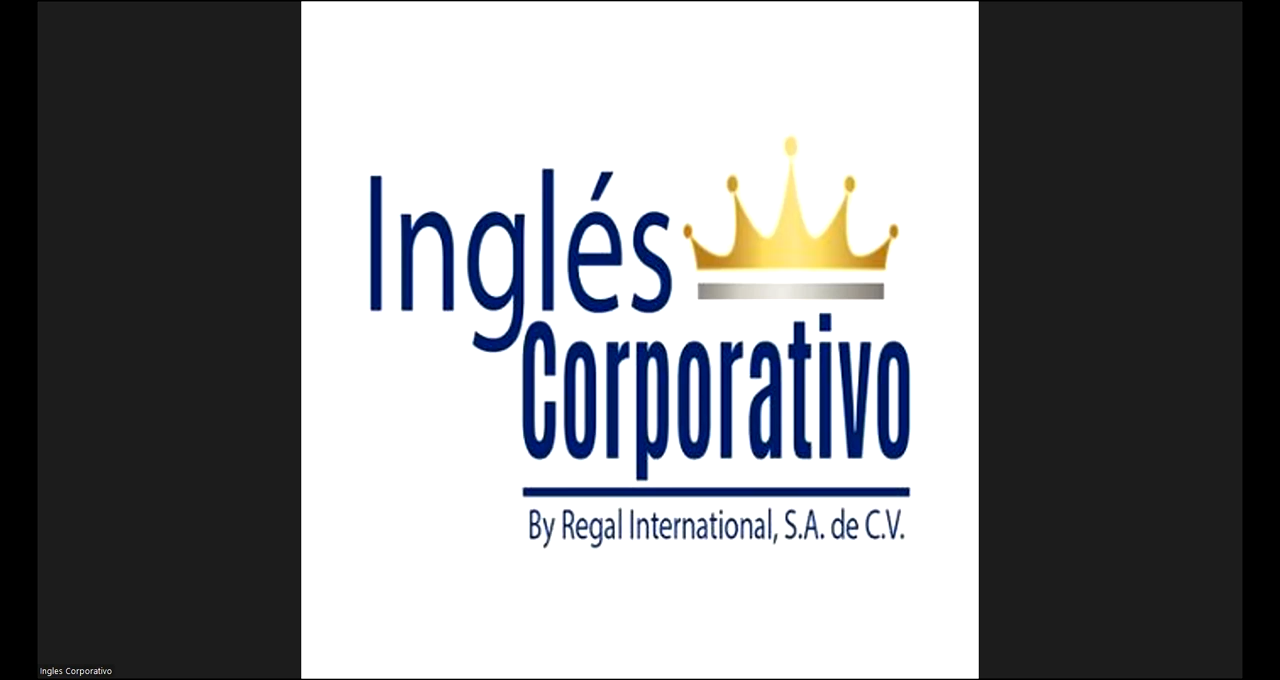 Inglés
Corporativo
By Regal International, S.A. de C.V.
Ingles Corporativo